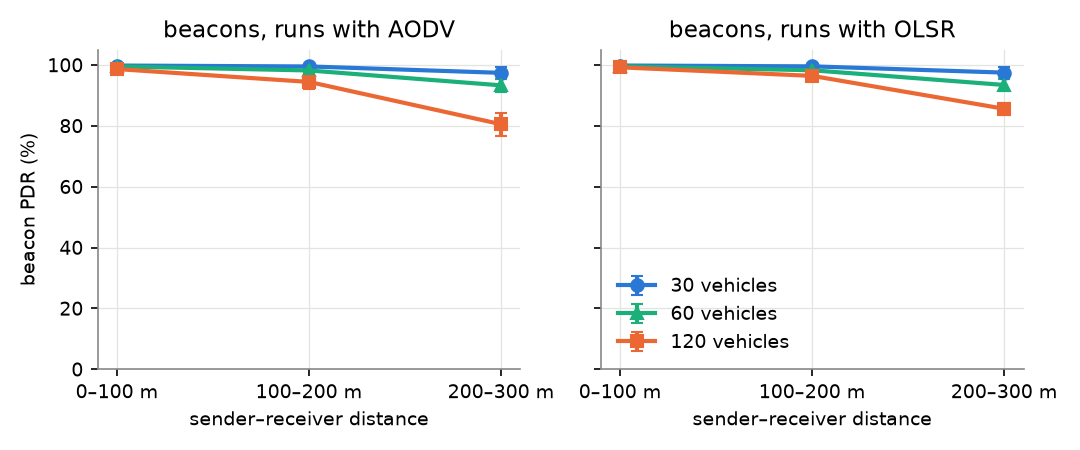 beacons, runs with AODV
beacon PDR (%)
100
80
60
40
20
0
0–100 m
100–200 m
200–300 m
sender–receiver distance
beacons, runs with OLSR
30 vehicles
60 vehicles
120 vehicles
0–100 m
100–200 m
200–300 m
sender–receiver distance